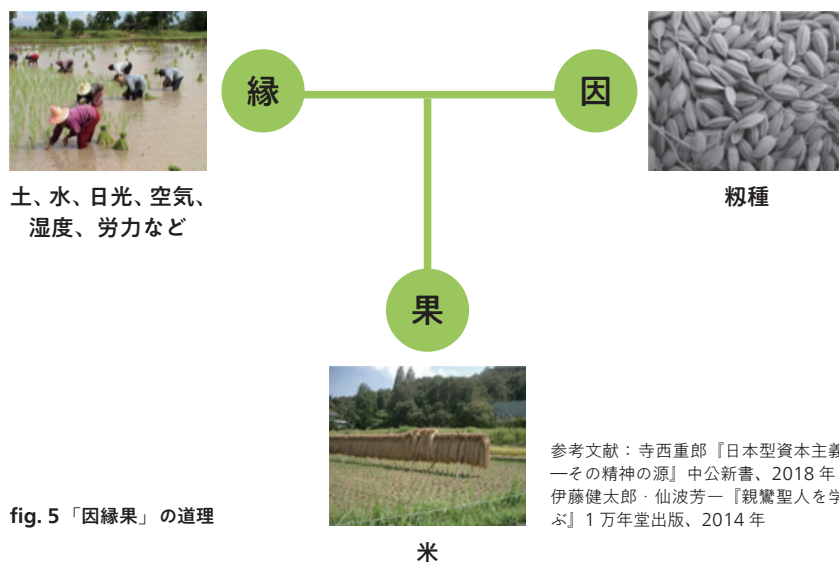 縁
因
土、水、日光、空気、
湿度、労力など
籾種
果
参考文献：寺西重郎『日本型資本主義
―その精神の源』中公新書、2018 年
伊藤健太郎・仙波芳一『親鸞聖人を学
ぶ』1 万年堂出版、2014 年
fig. 5「因縁果」の道理
米